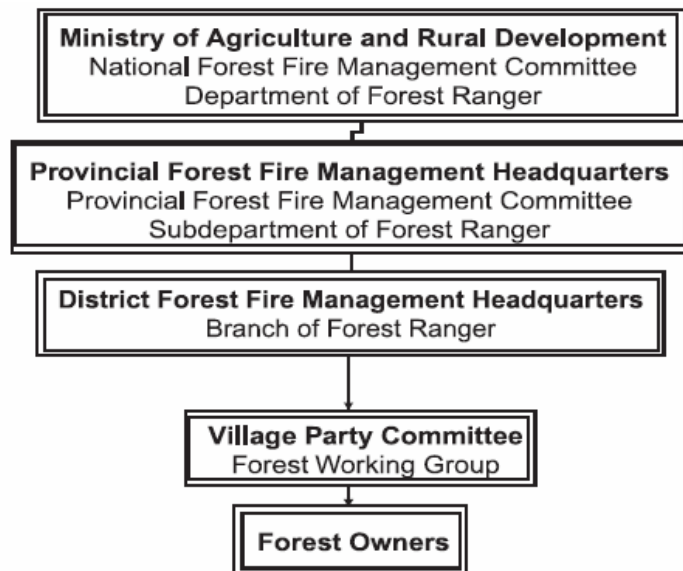 Ministry of Agriculture and Rural Development
National Forest Fire Management Committee
Department of Forest Ranger
Provincial Forest Fire Management Headquarters
Provincial Forest Fire Management Committee
Subdepartment of Forest Ranger
District Forest Fire Management Headquarters
Branch of Forest Ranger
Village Party Committee
Forest Working Group
Forest Owners